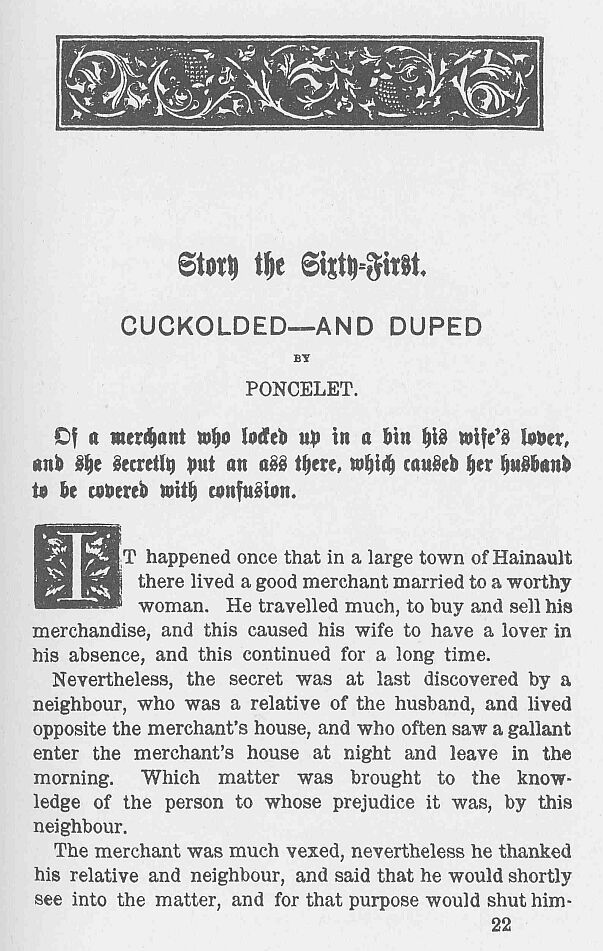 Story the Sixty-First.
CUCKOLDED—AND DUPED
BY
PONCELET.
Of a merchant who locked up in a bin his wife's lover,
and she secretly put an ass there, which caused her husband
to be covered with confusion.
IT happened once that in a large town of Hainault
there lived a good merchant married to a worthy
woman. He travelled much, to buy and sell his
merchandise, and this caused his wife to have a lover in
his absence, and this continued for a long time.
Nevertheless, the secret was at last discovered by a
neighbour, who was a relative of the husband, and lived
opposite the merchant's house, and who often saw a gallant
enter the merchant's house at night and leave in the
morning. Which matter was brought to the know-
ledge of the person to whose prejudice it was, by this
neighbour.
The merchant was much vexed, nevertheless he thanked
his relative and neighbour, and said that he would shortly
see into the matter, and for that purpose would shut him-
22